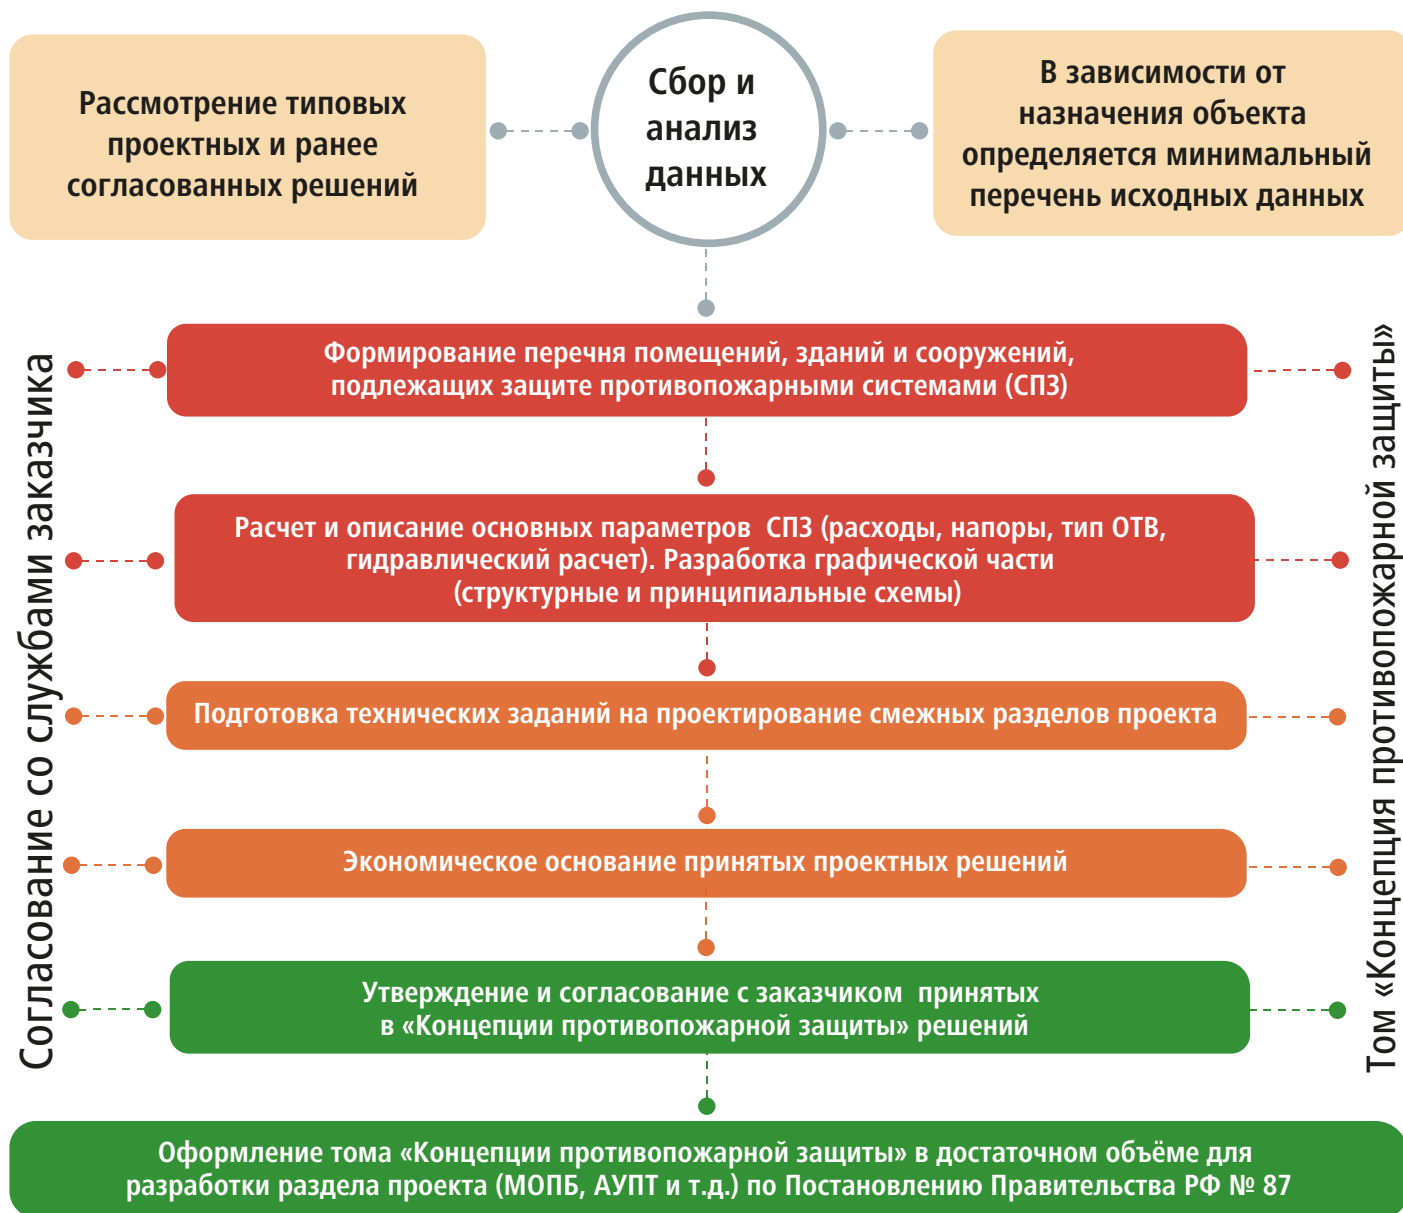 Рассмотрение типовых
проектных и ранее
согласованных решений
Сбор и
анализ
данных
В зависимости от
назначения объекта
определяется минимальный
перечень исходных данных
Согласование со службами заказчика
Формирование перечня помещений, зданий и сооружений,
подлежащих защите противопожарными системами (СПЗ)
Расчет и описание основных параметров СПЗ (расходы, напоры, тип ОТВ,
гидравлический расчет). Разработка графической части
(структурные и принципиальные схемы)
Подготовка технических заданий на проектирование смежных разделов проекта
Экономическое основание принятых проектных решений
Утверждение и согласование с заказчиком принятых
в «Концепции противопожарной защиты» решений
Том «Концепция противопожарной защиты»
Оформление тома «Концепции противопожарной защиты» в достаточном объёме для
разработки раздела проекта (МОПБ, АУПТ и т.д.) по Постановлению Правительства РФ № 87